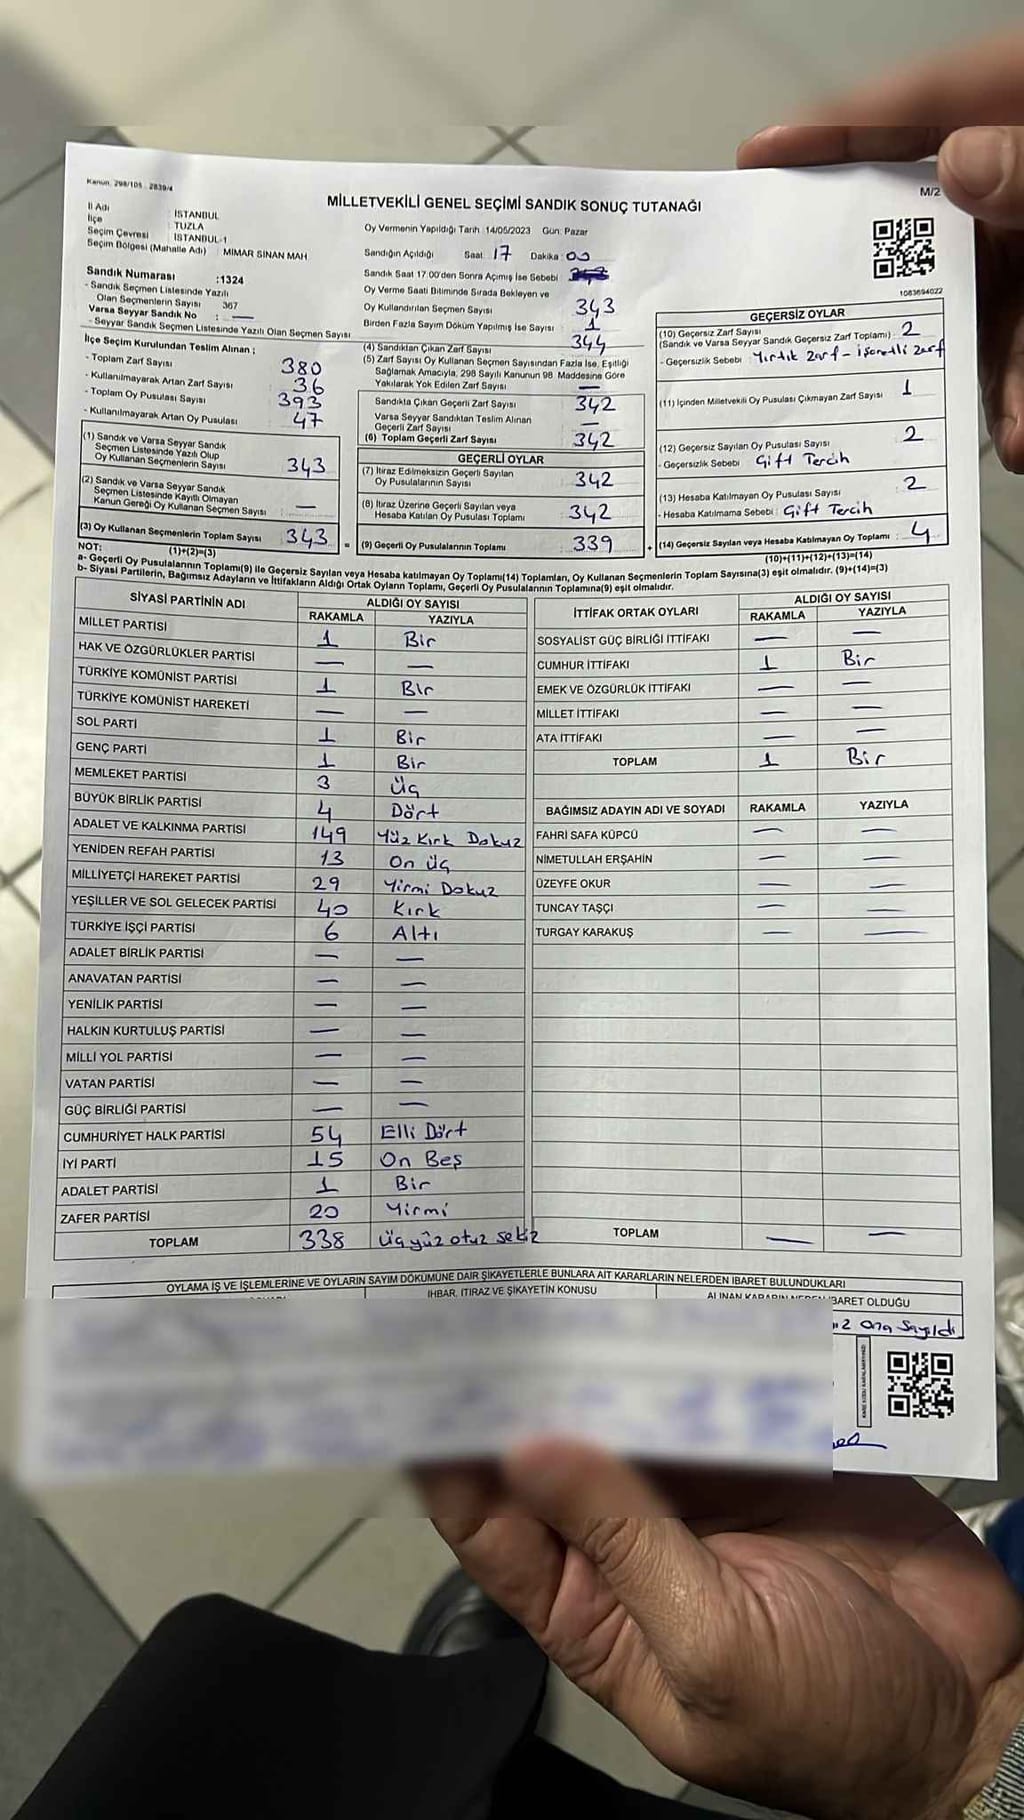 Kanun: 298/105 - 2839/4
M/2
MİLLETVEKİLİ GENEL SEÇİMİ SANDIK SONUÇ TUTANAĞI
İl Adı : İSTANBUL
İlçe : TUZLA
Seçim Çevresi : İSTANBUL-1
Seçim Bölgesi (Mahalle Adı) : MIMAR SINAN MAH
Sandık Numarası :1324
- Sandık Seçmen Listesinde Yazılı
Olan Seçmenlerin Sayısı : 367
Varsa Seyyar Sandık No : —
- Seyyar Sandık Seçmen Listesinde Yazılı Olan Seçmen Sayısı
İlçe Seçim Kurulundan Teslim Alınan ;
- Toplam Zarf Sayısı 380
- Kullanılmayarak Artan Zarf Sayısı 36
- Toplam Oy Pusulası Sayısı 393
- Kullanılmayarak Artan Oy Pusulası 47
(1) Sandık ve Varsa Seyyar Sandık
Seçmen Listesinde Yazılı Olup
Oy Kullanan Seçmenlerin Sayısı 343
(2) Sandık ve Varsa Seyyar Sandık
Seçmen Listesinde Kayıtlı Olmayan
Kanun Gereği Oy Kullanan Seçmen Sayısı : —
(3) Oy Kullanan Seçmenlerin Toplam Sayısı : 343 =
(1)+(2)=(3)
Oy Vermenin Yapıldığı Tarih: 14/05/2023 Gün: Pazar
Sandığın Açıldığı Saat: 17 Dakika: 00
Sandık Saat 17.00'den Sonra Açımış İse Sebebi :
Oy Verme Saati Bitiminde Sırada Bekleyen ve
Oy Kullandırılan Seçmen Sayısı 343
Birden Fazla Sayım Döküm Yapılmış İse Sayısı : 1
(4) Sandıktan Çıkan Zarf Sayısı 344
(5) Zarf Sayısı Oy Kullanan Seçmen Sayısından Fazla İse, Eşitliği
Sağlamak Amacıyla, 298 Sayılı Kanunun 98. Maddesine Göre
Yakılarak Yok Edilen Zarf Sayısı —
Sandıkta Çıkan Geçerli Zarf Sayısı 342
Varsa Seyyar Sandıktan Teslim Alınan
Geçerli Zarf Sayısı —
(6) Toplam Geçerli Zarf Sayısı 342
GEÇERLİ OYLAR
(7) İtiraz Edilmeksizin Geçerli Sayılan
Oy Pusulalarının Sayısı 342
(8) İtiraz Üzerine Geçerli Sayılan veya
Hesaba Katılan Oy Pusulası Toplamı 342
(9) Geçerli Oy Pusulalarının Toplamı 339 +
1083694022
GEÇERSİZ OYLAR
(10) Geçersiz Zarf Sayısı
(Sandık ve Varsa Seyyar Sandık Geçersiz Zarf Toplamı) : 2
- Geçersizlik Sebebi : Yırtık Zarf - İşaretli zarf
(11) İçinden Milletvekili Oy Pusulası Çıkmayan Zarf Sayısı 1
(12) Geçersiz Sayılan Oy Pusulası Sayısı 2
- Geçersizlik Sebebi : Çift Tercih
(13) Hesaba Katılmayan Oy Pusulası Sayısı 2
- Hesaba Katılmama Sebebi : Çift Tercih
(14) Geçersiz Sayılan veya Hesaba Katılmayan Oy Toplamı : 4
(10)+(11)+(12)+(13)=(14)
NOT:
a- Geçerli Oy Pusulalarının Toplamı(9) ile Geçersiz Sayılan veya Hesaba katılmayan Oy Toplamı(14) Toplamları, Oy Kullanan Seçmenlerin Toplam Sayısına(3) eşit olmalıdır. (9)+(14)=(3)
b- Siyasi Partilerin, Bağımsız Adayların ve İttifakların Aldığı Ortak Oyların Toplamı, Geçerli Oy Pusulalarının Toplamına(9) eşit olmalıdır.
SİYASİ PARTİNİN ADI ALDIĞI OY SAYISI
RAKAMLA YAZIYLA
MİLLET PARTİSİ 1 Bir
HAK VE ÖZGÜRLÜKLER PARTİSİ — —
TÜRKİYE KOMÜNİST PARTİSİ 1 Bir
TÜRKİYE KOMÜNİST HAREKETİ — —
SOL PARTİ 1 Bir
GENÇ PARTİ 1 Bir
MEMLEKET PARTİSİ 3 Üç
BÜYÜK BİRLİK PARTİSİ 4 Dört
ADALET VE KALKINMA PARTİSİ 149 Yüz Kırk Dokuz
YENİDEN REFAH PARTİSİ 13 On üç
MİLLİYETÇİ HAREKET PARTİSİ 29 Yirmi Dokuz
YEŞİLLER VE SOL GELECEK PARTİSİ 40 Kırk
TÜRKİYE İŞÇİ PARTİSİ 6 Altı
ADALET BİRLİK PARTİSİ — —
ANAVATAN PARTİSİ — —
YENİLİK PARTİSİ — —
HALKIN KURTULUŞ PARTİSİ — —
MİLLİ YOL PARTİSİ — —
VATAN PARTİSİ — —
GÜÇ BİRLİĞİ PARTİSİ — —
CUMHURİYET HALK PARTİSİ 54 Elli Dört
İYİ PARTİ 15 On Beş
ADALET PARTİSİ 1 Bir
ZAFER PARTİSİ 20 Yirmi
TOPLAM 338 Üçyüz otuz sekiz
İTTİFAK ORTAK OYLARI ALDIĞI OY SAYISI
RAKAMLA YAZIYLA
SOSYALİST GÜÇ BİRLİĞİ İTTİFAKI — —
CUMHUR İTTİFAKI 1 Bir
EMEK VE ÖZGÜRLÜK İTTİFAKI — —
MİLLET İTTİFAKI — —
ATA İTTİFAKI — —
TOPLAM 1 Bir
BAĞIMSIZ ADAYIN ADI VE SOYADI RAKAMLA YAZIYLA
FAHRİ SAFA KÜPCÜ — —
NİMETULLAH ERŞAHİN — —
ÜZEYFE OKUR — —
TUNCAY TAŞÇI — —
TURGAY KARAKUŞ — —
TOPLAM — —
OYLAMA İŞ VE İŞLEMLERİNE VE OYLARIN SAYIM DÖKÜMÜNE DAİR ŞİKAYETLERLE BUNLARA AİT KARARLARIN NELERDEN İBARET BULUNDUKLARI
İHBAR, İTİRAZ VE ŞİKAYETİN KONUSU
ALINAN KARARIN NEDEN İBARET OLDUĞU
Ona Sayıldı